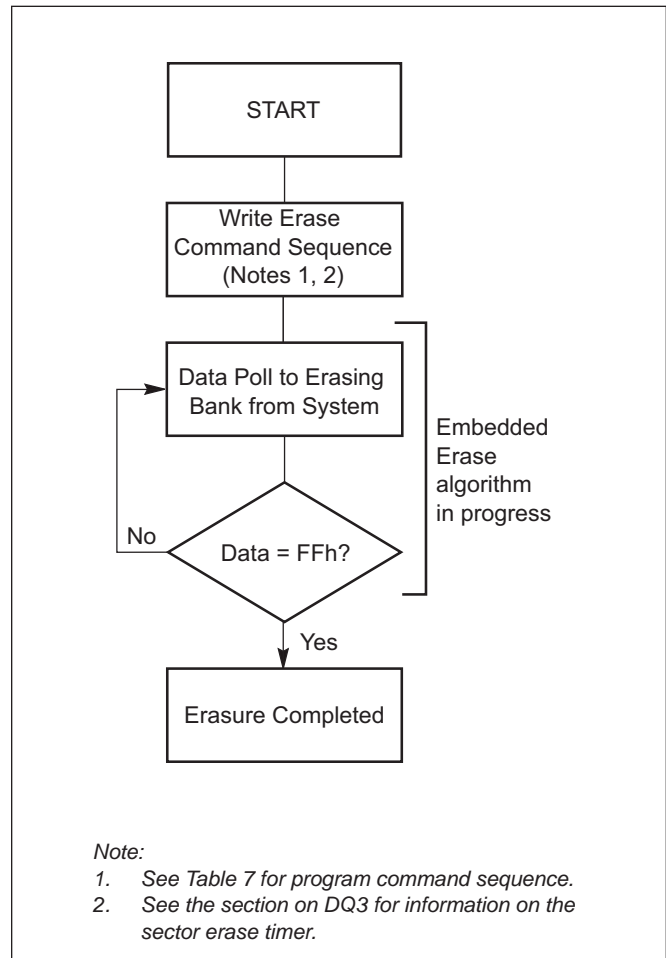 START
Write Erase
Command Sequence
(Notes 1, 2)
Data Poll to Erasing
Bank from System
Embedded
Erase
algorithm
in progress
No
Data = FFh?
Yes
Erasure Completed
Note:
1. See Table 7 for program command sequence.
2. See the section on DQ3 for information on the
sector erase timer.